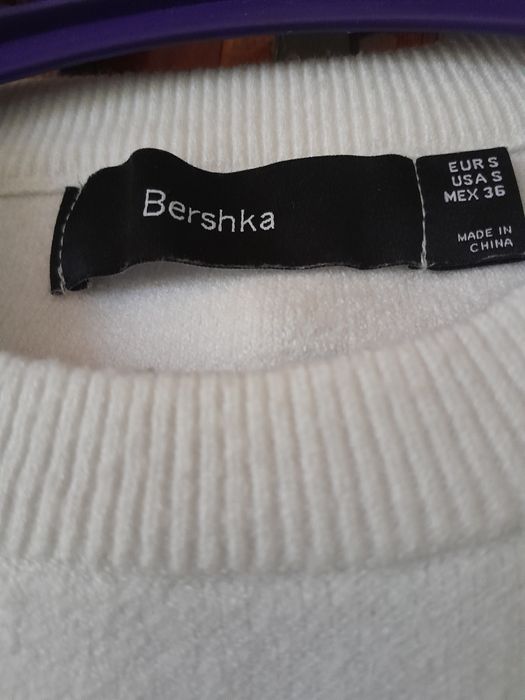 Bershka
EUR S
USA S
MEX 36
MADE IN
CHINA